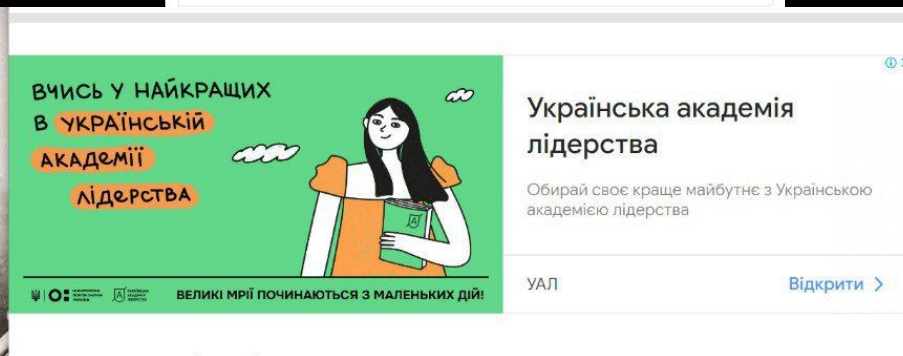 ВЧИСЬ У НАЙКРАЩИХ
В УКРАЇНСЬКІЙ
АКАДЕМІЇ
ЛІДЕРСТВА
ВЕЛИКІ МРІЇ ПОЧИНАЮТЬСЯ З МАЛЕНЬКИХ ДІЙ!
Українська академія
лідерства
Обирай своє краще майбутнє з Українською
академією лідерства
УАЛ
Відкрити